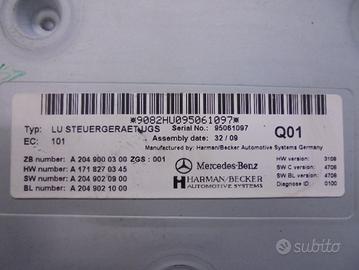 *9082HU095061097*
Typ: LU STEUERGERAETUGS Serial No.: 95061097 Q01
EC: 101 Assembly date: 32 / 09
Manufactured by: Harman/Becker Automotive Systems Germany
ZB number: A 204 900 03 00 ZGS : 001
HW number: A 171 827 03 45
SW number: A 204 902 09 00
BL number: A 204 902 10 00
Mercedes-Benz
HARMAN/BECKER
AUTOMOTIVE SYSTEMS
HW version: 3108
SW C version: 4708
SW BL version: 4708
Diagnose ID: 0100
subito